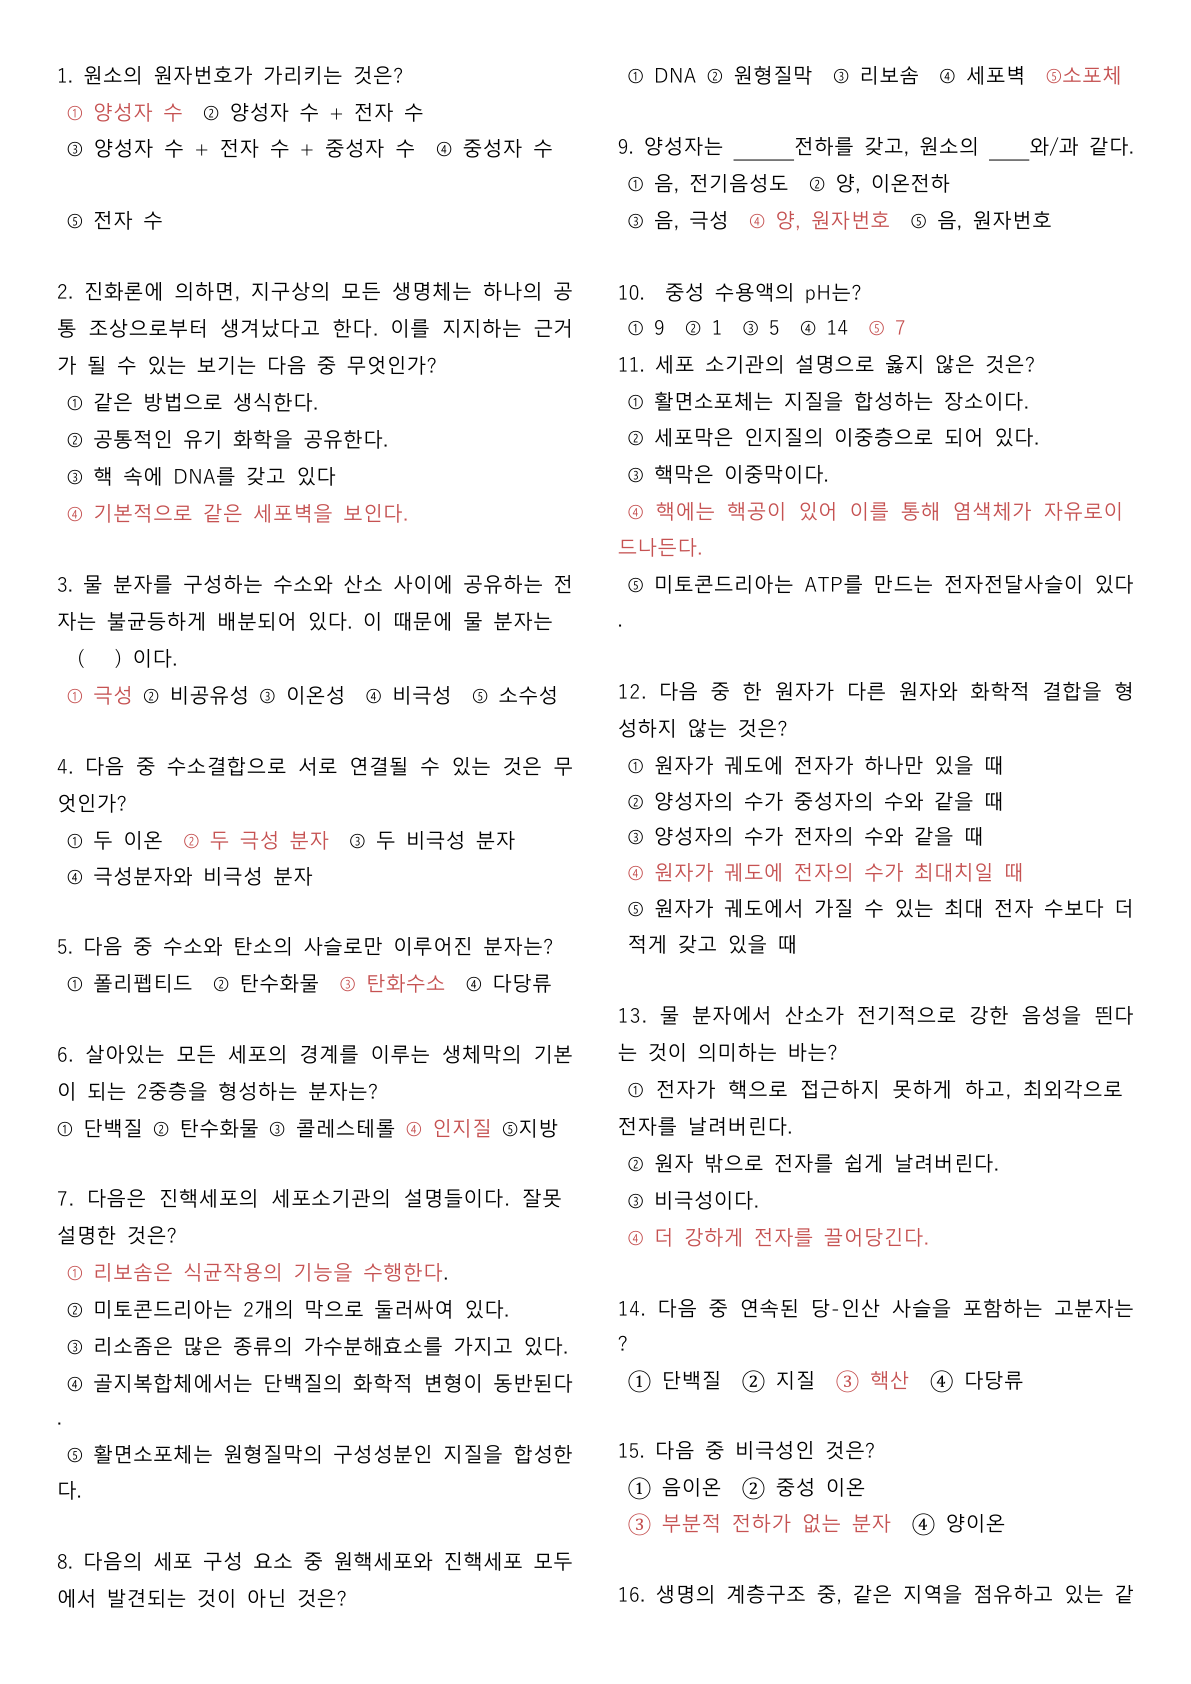 1. 원소의 원자번호가 가리키는 것은?
① 양성자 수 ② 양성자 수 + 전자 수
③ 양성자 수 + 전자 수 + 중성자 수 ④ 중성자 수
⑤ 전자 수
2. 진화론에 의하면, 지구상의 모든 생명체는 하나의 공
통 조상으로부터 생겨났다고 한다. 이를 지지하는 근거
가 될 수 있는 보기는 다음 중 무엇인가?
① 같은 방법으로 생식한다.
② 공통적인 유기 화학을 공유한다.
③ 핵 속에 DNA를 갖고 있다
④ 기본적으로 같은 세포벽을 보인다.
3. 물 분자를 구성하는 수소와 산소 사이에 공유하는 전
자는 불균등하게 배분되어 있다. 이 때문에 물 분자는
( ) 이다.
① 극성 ② 비공유성 ③ 이온성 ④ 비극성 ⑤ 소수성
4. 다음 중 수소결합으로 서로 연결될 수 있는 것은 무
엇인가?
① 두 이온 ② 두 극성 분자 ③ 두 비극성 분자
④ 극성분자와 비극성 분자
5. 다음 중 수소와 탄소의 사슬로만 이루어진 분자는?
① 폴리펩티드 ② 탄수화물 ③ 탄화수소 ④ 다당류
6. 살아있는 모든 세포의 경계를 이루는 생체막의 기본
이 되는 2중층을 형성하는 분자는?
① 단백질 ② 탄수화물 ③ 콜레스테롤 ④ 인지질 ⑤지방
7. 다음은 진핵세포의 세포소기관의 설명들이다. 잘못
설명한 것은?
① 리보솜은 식균작용의 기능을 수행한다.
② 미토콘드리아는 2개의 막으로 둘러싸여 있다.
③ 리소좀은 많은 종류의 가수분해효소를 가지고 있다.
④ 골지복합체에서는 단백질의 화학적 변형이 동반된다
.
⑤ 활면소포체는 원형질막의 구성성분인 지질을 합성한
다.
8. 다음의 세포 구성 요소 중 원핵세포와 진핵세포 모두
에서 발견되는 것이 아닌 것은?
① DNA ② 원형질막 ③ 리보솜 ④ 세포벽 ⑤소포체
9. 양성자는 ______전하를 갖고, 원소의 ____와/과 같다.
① 음, 전기음성도 ② 양, 이온전하
③ 음, 극성 ④ 양, 원자번호 ⑤ 음, 원자번호
10. 중성 수용액의 pH는?
① 9 ② 1 ③ 5 ④ 14 ⑤ 7
11. 세포 소기관의 설명으로 옳지 않은 것은?
① 활면소포체는 지질을 합성하는 장소이다.
② 세포막은 인지질의 이중층으로 되어 있다.
③ 핵막은 이중막이다.
④ 핵에는 핵공이 있어 이를 통해 염색체가 자유로이
드나든다.
⑤ 미토콘드리아는 ATP를 만드는 전자전달사슬이 있다
.
12. 다음 중 한 원자가 다른 원자와 화학적 결합을 형
성하지 않는 것은?
① 원자가 궤도에 전자가 하나만 있을 때
② 양성자의 수가 중성자의 수와 같을 때
③ 양성자의 수가 전자의 수와 같을 때
④ 원자가 궤도에 전자의 수가 최대치일 때
⑤ 원자가 궤도에서 가질 수 있는 최대 전자 수보다 더
적게 갖고 있을 때
13. 물 분자에서 산소가 전기적으로 강한 음성을 띈다
는 것이 의미하는 바는?
① 전자가 핵으로 접근하지 못하게 하고, 최외각으로
전자를 날려버린다.
② 원자 밖으로 전자를 쉽게 날려버린다.
③ 비극성이다.
④ 더 강하게 전자를 끌어당긴다.
14. 다음 중 연속된 당-인산 사슬을 포함하는 고분자는
?
① 단백질 ② 지질 ③ 핵산 ④ 다당류
15. 다음 중 비극성인 것은?
① 음이온 ② 중성 이온
③ 부분적 전하가 없는 분자 ④ 양이온
16. 생명의 계층구조 중, 같은 지역을 점유하고 있는 같